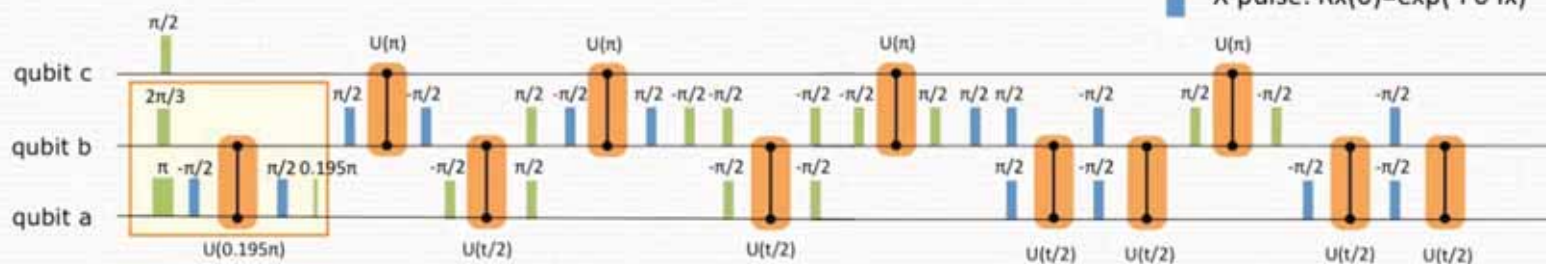 X pulse: Rx(θ)=exp(-iθ Ix)
π/2
U(π) U(π) U(π) U(π)
qubit c
2π/3 π/2 -π/2 π/2 -π/2 π/2 -π/2 -π/2 -π/2 -π/2 π/2 π/2 π/2 -π/2 π/2 -π/2 -π/2
qubit b
π -π/2 π/2 0.195π -π/2 π/2 -π/2 -π/2 π/2 -π/2 -π/2 -π/2
qubit a
U(0.195π) U(t/2) U(t/2) U(t/2) U(t/2) U(t/2) U(t/2)